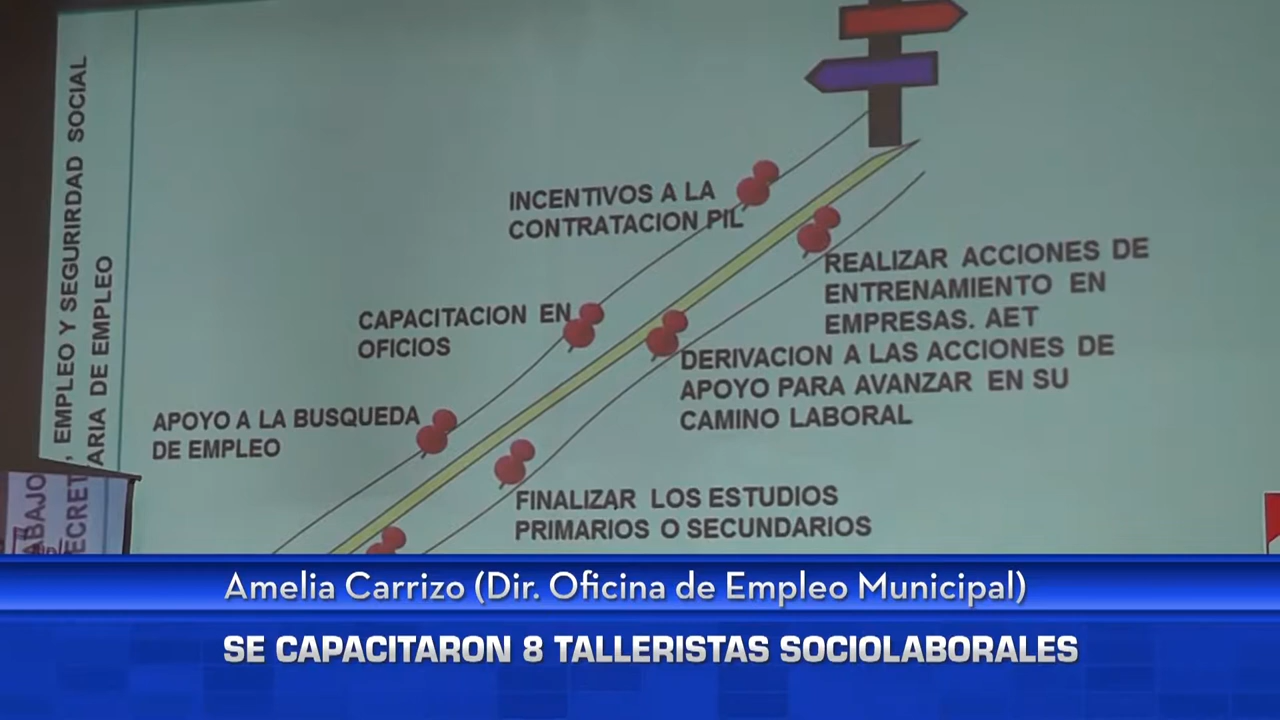 , EMPLEO Y SEGURIRDAD SOCIAL
ARIA DE EMPLEO
ABAJO
ECRET
INCENTIVOS A LA
CONTRATACION PIL
REALIZAR ACCIONES DE
ENTRENAMIENTO EN
EMPRESAS. AET
CAPACITACION EN
OFICIOS
DERIVACION A LAS ACCIONES DE
APOYO PARA AVANZAR EN SU
CAMINO LABORAL
APOYO A LA BUSQUEDA
DE EMPLEO
FINALIZAR LOS ESTUDIOS
PRIMARIOS O SECUNDARIOS
Amelia Carrizo (Dir. Oficina de Empleo Municipal)
SE CAPACITARON 8 TALLERISTAS SOCIOLABORALES